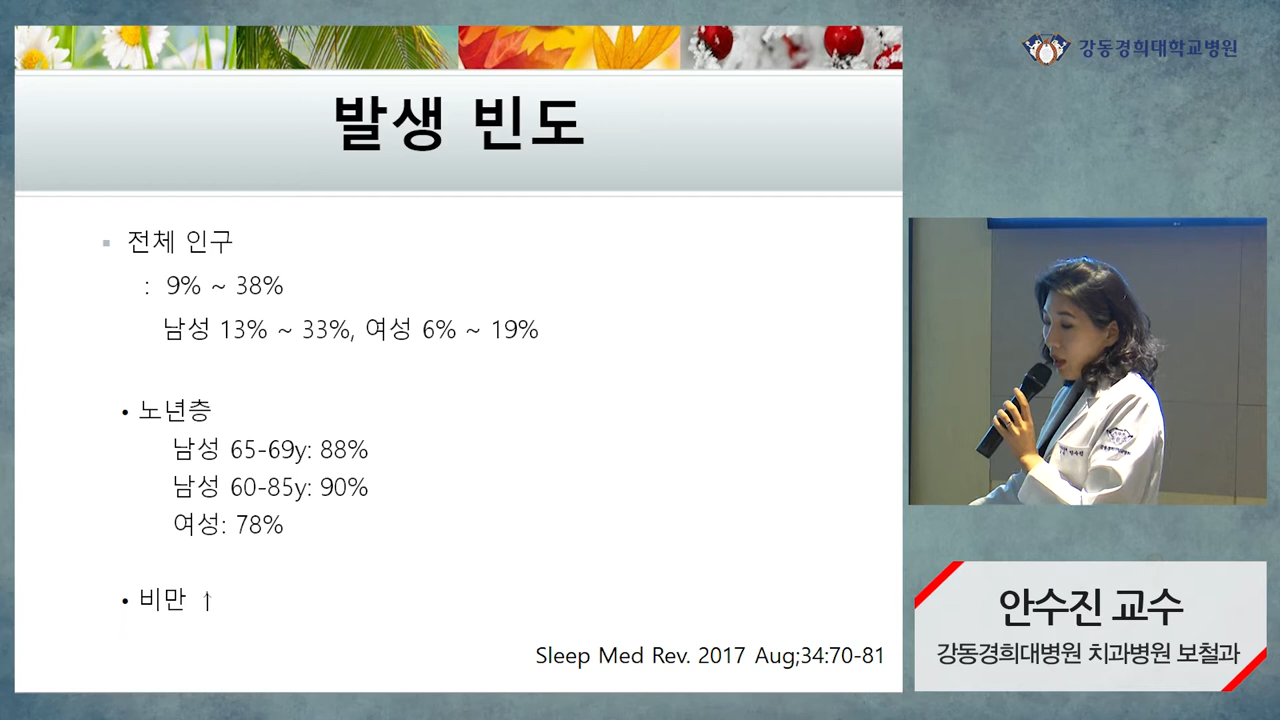 강동경희대학교병원
발생 빈도
▪ 전체 인구
: 9% ~ 38%
남성 13% ~ 33%, 여성 6% ~ 19%
• 노년층
남성 65-69y: 88%
남성 60-85y: 90%
여성: 78%
• 비만 ↑
Sleep Med Rev. 2017 Aug;34:70-81
안수진 교수
강동경희대병원 치과병원 보철과